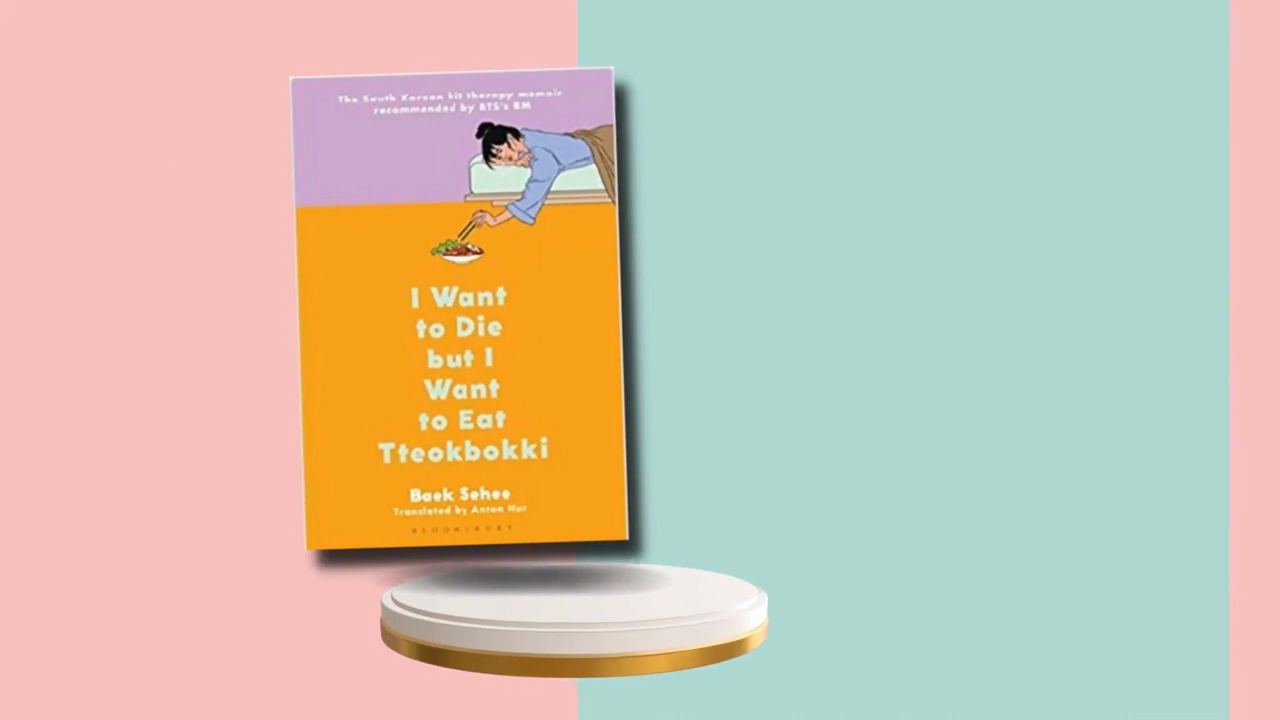 The South Korean hit therapy memoir
recommended by BTS's RM
I Want
to Die
but I
Want
to Eat
Tteokbokki
Baek Sehee
Translated by Anton Hur
BLOOMSBURY